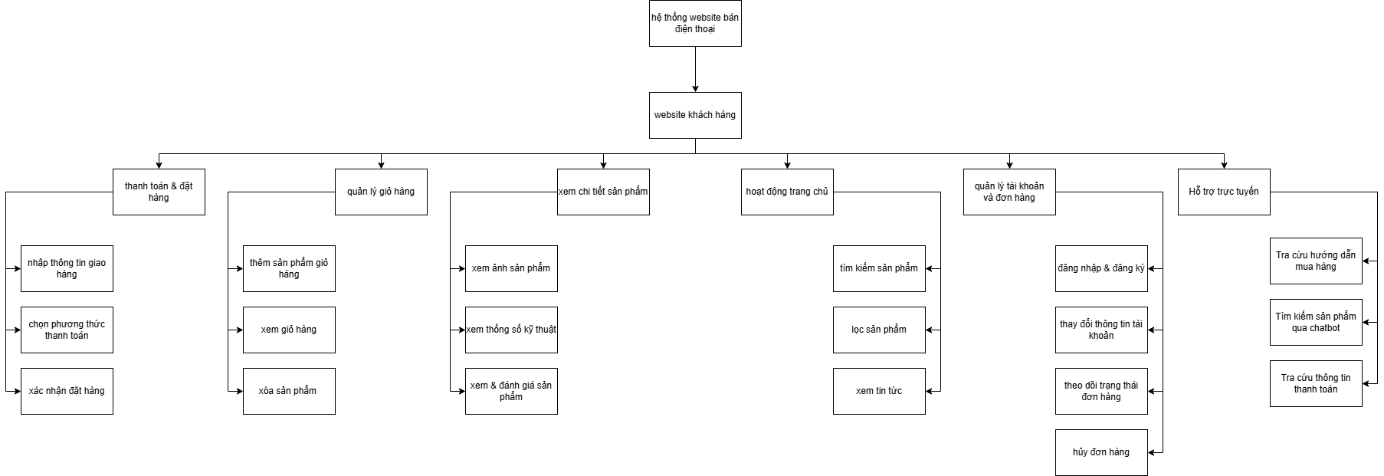 hệ thống website bán
điện thoại
website khách hàng
thanh toán & đặt
hàng
quản lý giỏ hàng
xem chi tiết sản phẩm
hoạt động trang chủ
quản lý tài khoản
và đơn hàng
Hỗ trợ trực tuyến
nhập thông tin giao
hàng
chọn phương thức
thanh toán
xác nhận đặt hàng
thêm sản phẩm giỏ
hàng
xem giỏ hàng
xóa sản phẩm
xem ảnh sản phẩm
xem thống số kỹ thuật
xem & đánh giá sản
phẩm
tìm kiếm sản phẩm
lọc sản phẩm
xem tin tức
đăng nhập & đăng ký
thay đổi thông tin tài
khoản
theo dõi trạng thái
đơn hàng
hủy đơn hàng
Tra cứu hướng dẫn
mua hàng
Tìm kiếm sản phẩm
qua chatbot
Tra cứu thông tin
thanh toán